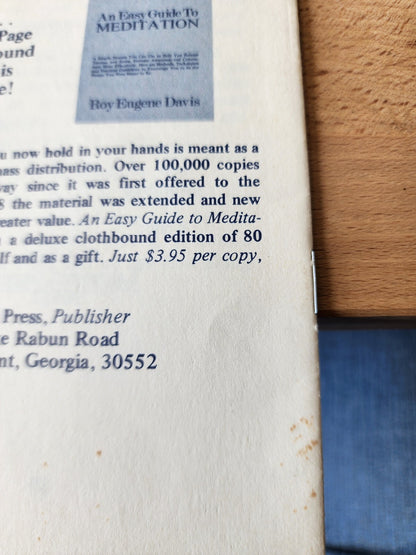 . .
Page
ound
is
e!
An Easy Guide To
MEDITATION
Roy Eugene Davis
u now hold in your hands is meant as a
ass distribution. Over 100,000 copies
way since it was first offered to the
8 the material was extended and new
eater value. An Easy Guide to Medita-
a deluxe clothbound edition of 80
lf and as a gift. Just $3.95 per copy,
Press, Publisher
e Rabun Road
nt, Georgia, 30552